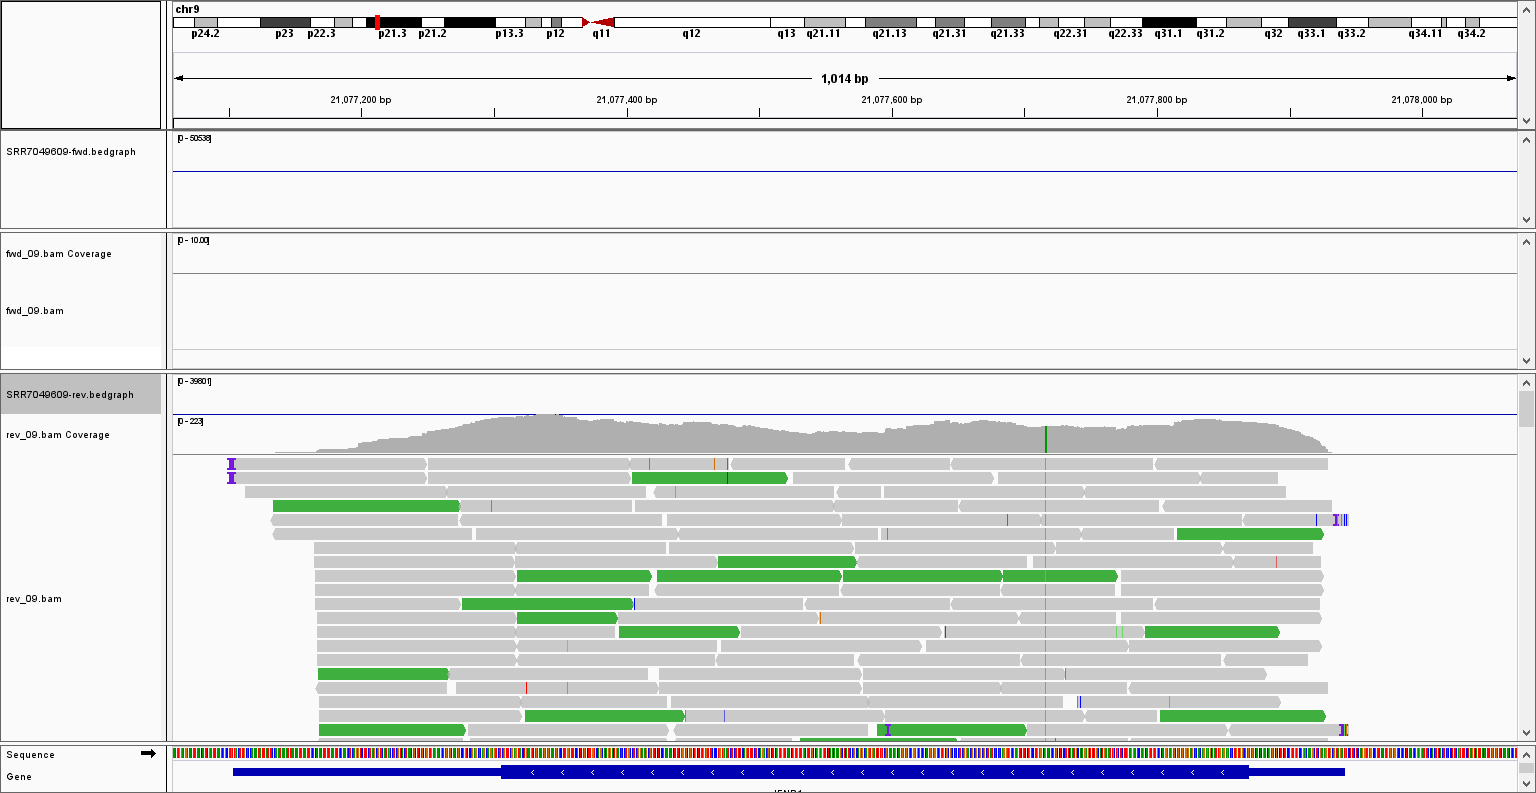 chr9
p24.2 p23 p22.3 p21.3 p21.2 p13.3 p12 q11 q12 q13 q21.11 q21.13 q21.31 q21.33 q22.31 q22.33 q31.1 q31.2 q32 q33.1 q33.2 q34.11 q34.2
1,014 bp
21,077,200 bp 21,077,400 bp 21,077,600 bp 21,077,800 bp 21,078,000 bp
[0 - 50538]
SRR7049609-fwd.bedgraph
[0 - 10.00]
fwd_09.bam Coverage
fwd_09.bam
[0 - 39801]
SRR7049609-rev.bedgraph
[0 - 223]
rev_09.bam Coverage
rev_09.bam
Sequence
Gene